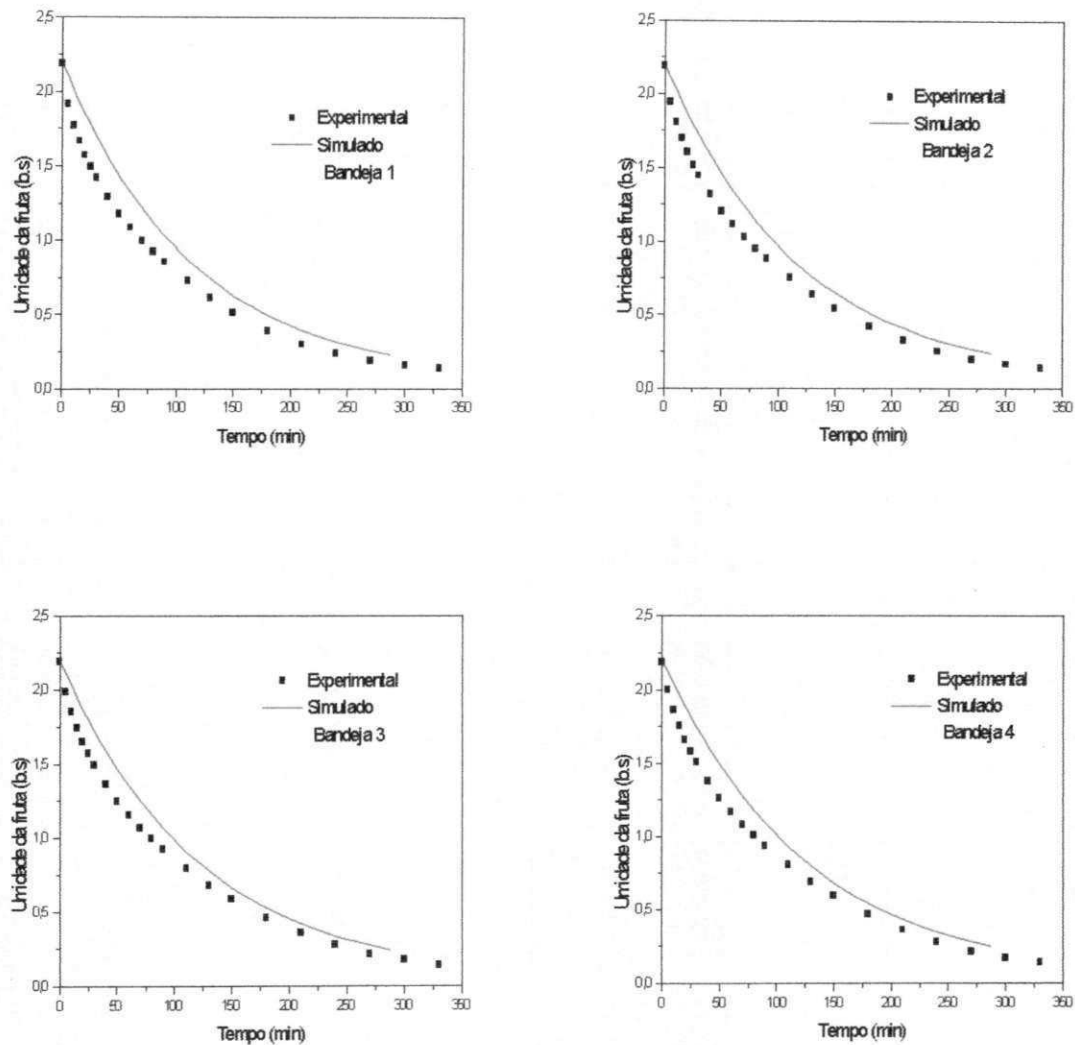 2,5
2,0
1,5
1,0
0,5
0,0
Umidade da fruta (b.s)
■ Experimental
Simulado
Bandeja 1
0 50 100 150 200 250 300 350
Tempo (min)
2,5
2,0
1,5
1,0
0,5
0,0
Umidade da fruta (b.s)
■ Experimental
Simulado
Bandeja 2
0 50 100 150 200 250 300 350
Tempo (min)
2,5
2,0
1,5
1,0
0,5
0,0
Umidade da fruta (b.s)
■ Experimental
Simulado
Bandeja 3
0 50 100 150 200 250 300 350
Tempo (min)
2,5
2,0
1,5
1,0
0,5
0,0
Umidade da fruta (b.s)
■ Experimental
Simulado
Bandeja 4
0 50 100 150 200 250 300 350
Tempo (min)